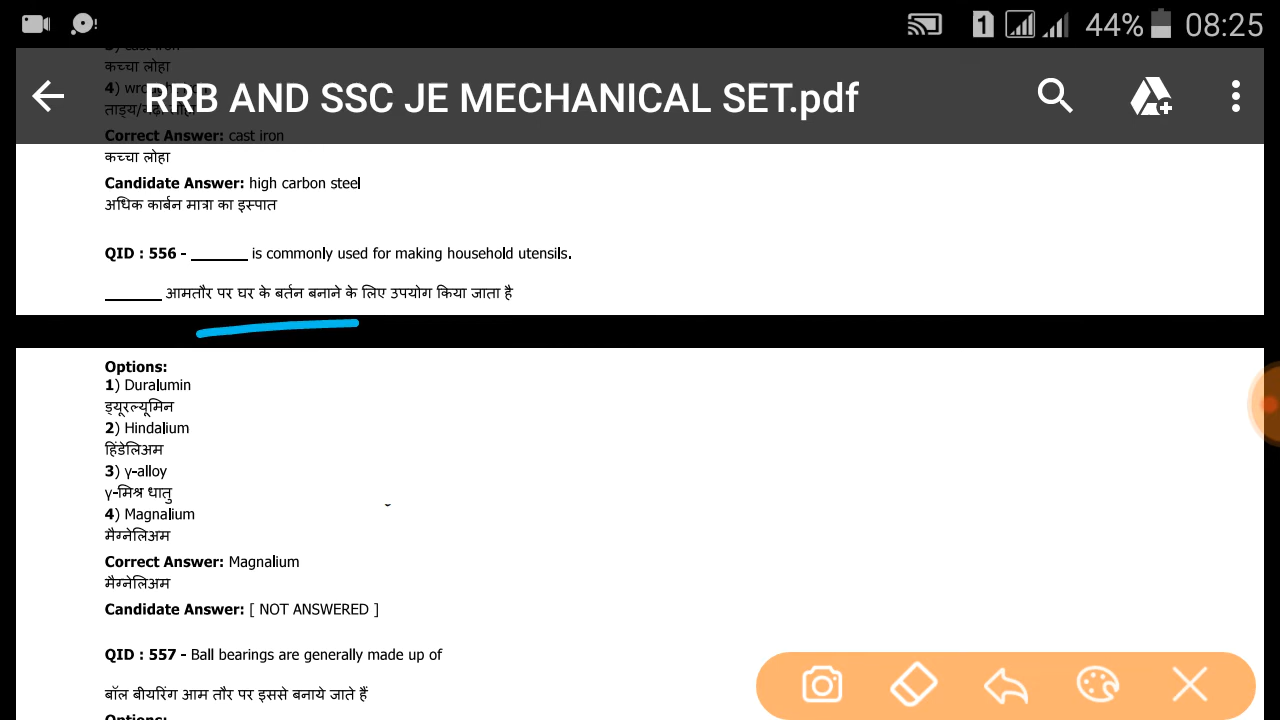 44% 08:25
3) cast iron
कच्चा लोहा
RRB AND SSC JE MECHANICAL SET.pdf
Correct Answer: cast iron
कच्चा लोहा
Candidate Answer: high carbon steel
अधिक कार्बन मात्रा का इस्पात
QID : 556 - _______ is commonly used for making household utensils.
_______ आमतौर पर घर के बर्तन बनाने के लिए उपयोग किया जाता है
Options:
1) Duralumin
ड्यूरल्यूमिन
2) Hindalium
हिंडेलिअम
3) γ-alloy
γ-मिश्र धातु
4) Magnalium
मैग्नेलिअम
Correct Answer: Magnalium
मैग्नेलिअम
Candidate Answer: [ NOT ANSWERED ]
QID : 557 - Ball bearings are generally made up of
बॉल बीयरिंग आम तौर पर इससे बनाये जाते हैं
Options: